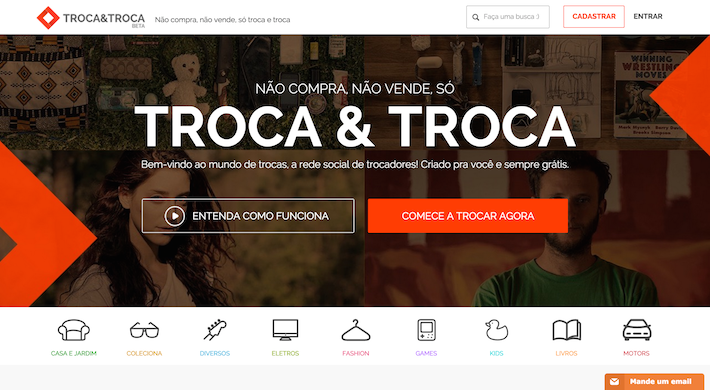 TROCA&TROCA
BETA
Não compra, não vende, só troca e troca
Faça uma busca :)
CADASTRAR
ENTRAR
WINNING
WRESTLING
MOVES
NÃO COMPRA, NÃO VENDE, SÓ
TROCA & TROCA
Bem-vindo ao mundo de trocas, a rede social de trocadores! Criado pra você e sempre grátis.
ENTENDA COMO FUNCIONA
COMECE A TROCAR AGORA
CASA E JARDIM
COLECIONA
DIVERSOS
ELETROS
FASHION
GAMES
KIDS
LIVROS
MOTORS
Mande um email